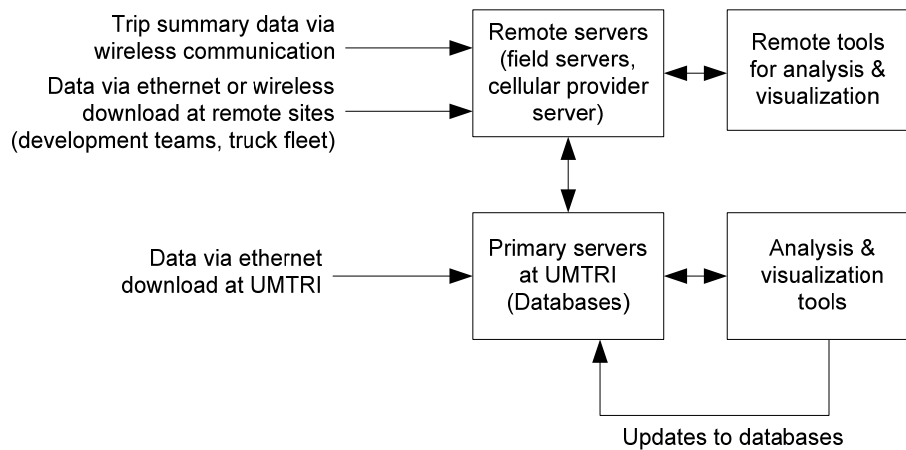 Trip summary data via
wireless communication
Data via ethernet or wireless
download at remote sites
(development teams, truck fleet)
Remote servers
(field servers,
cellular provider
server)
Remote tools
for analysis &
visualization
Data via ethernet
download at UMTRI
Primary servers
at UMTRI
(Databases)
Analysis &
visualization
tools
Updates to databases